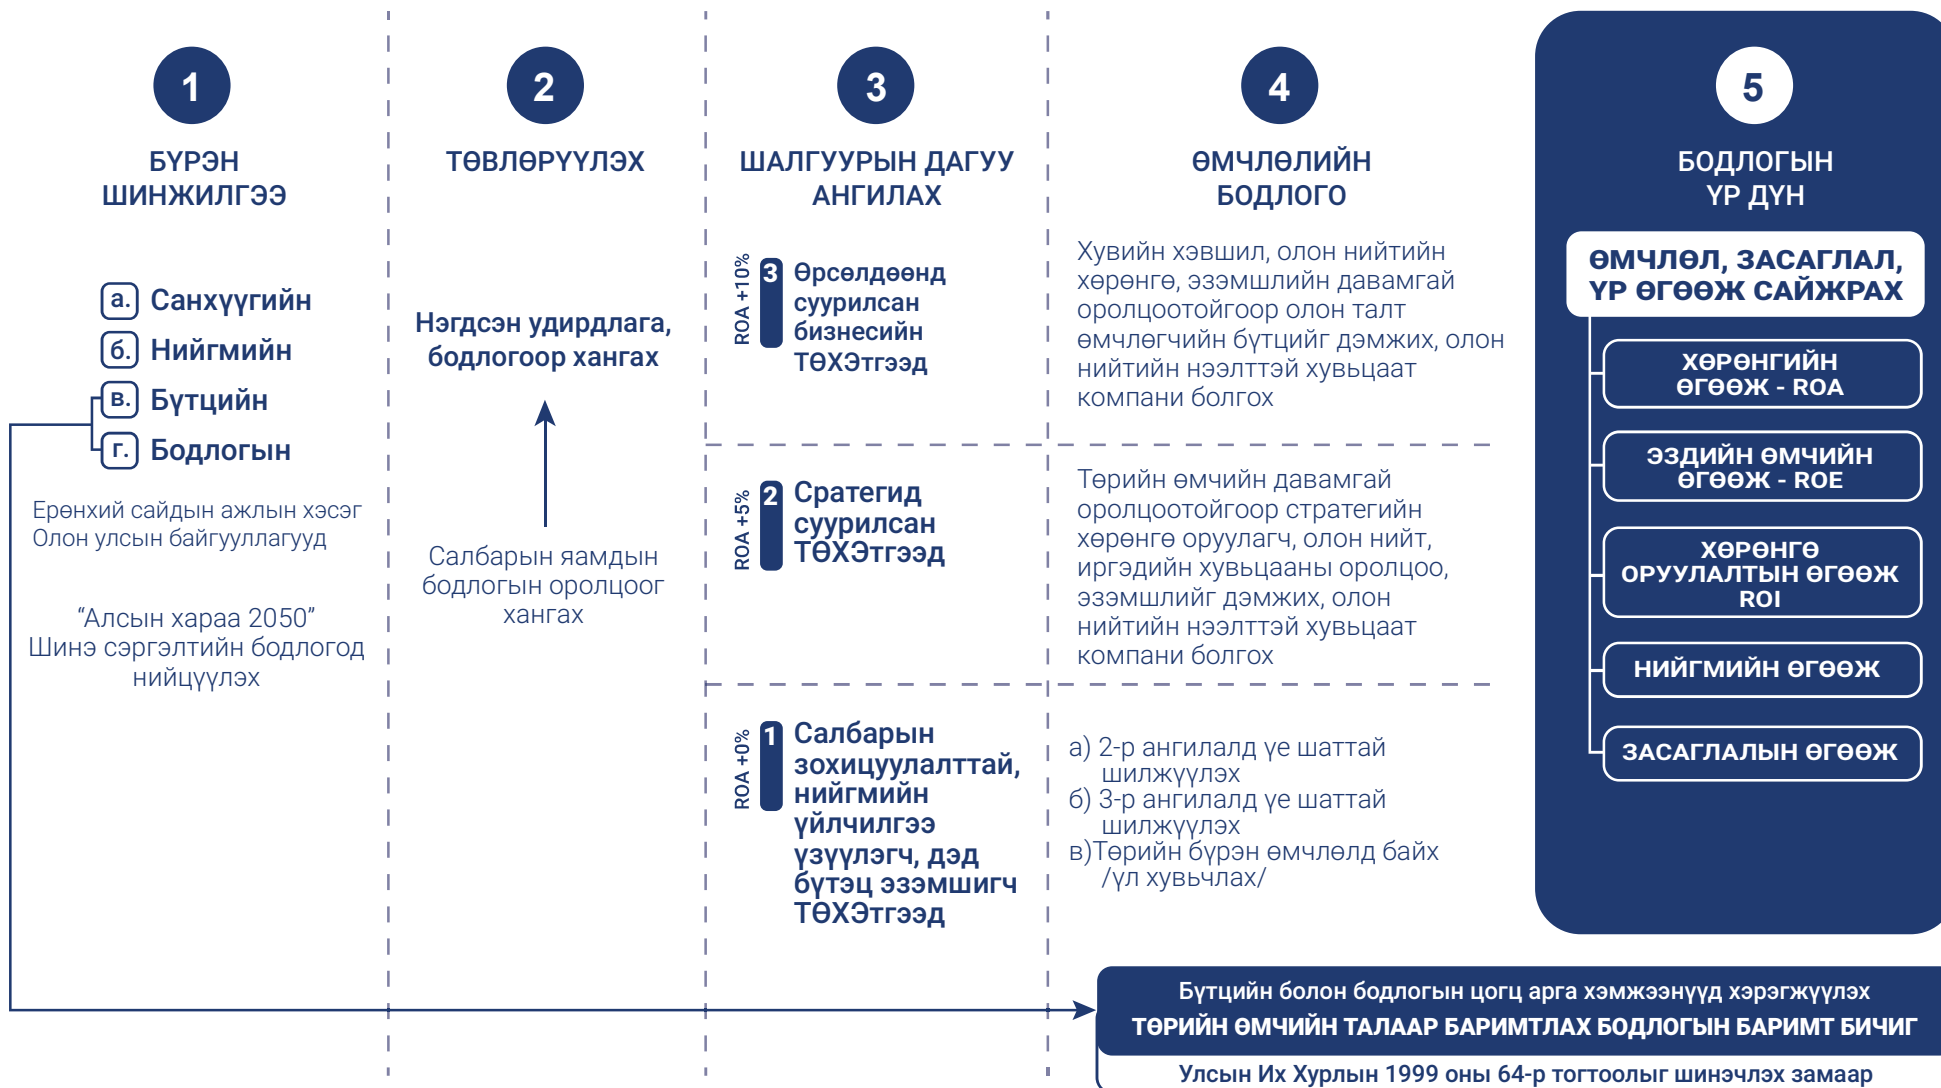 1
БҮРЭН
ШИНЖИЛГЭЭ
а. Санхүүгийн
б. Нийгмийн
в. Бүтцийн
г. Бодлогын
Ерөнхий сайдын ажлын хэсэг
Олон улсын байгууллагууд
“Алсын хараа 2050”
Шинэ сэргэлтийн бодлогод
нийцүүлэх
2
ТӨВЛӨРҮҮЛЭХ
Нэгдсэн удирдлага,
бодлогоор хангах
Салбарын яамдын
бодлогын оролцоог
хангах
3
ШАЛГУУРЫН ДАГУУ
АНГИЛАХ
ROA +10%
3 Өрсөлдөөнд
суурилсан
бизнесийн
ТӨХЭтгээд
ROA +5%
2 Сратегид
суурилсан
ТӨХЭтгээд
ROA +0%
1 Салбарын
зохицуулалттай,
нийгмийн
үйлчилгээ
үзүүлэгч, дэд
бүтэц эзэмшигч
ТӨХЭтгээд
4
ӨМЧЛӨЛИЙН
БОДЛОГО
Хувийн хэвшил, олон нийтийн
хөрөнгө, эзэмшлийн давамгай
оролцоотойгоор олон талт
өмчлөгчийн бүтцийг дэмжих, олон
нийтийн нээлттэй хувьцаат
компани болгох
Төрийн өмчийн давамгай
оролцоотойгоор стратегийн
хөрөнгө оруулагч, олон нийт,
иргэдийн хувьцааны оролцоо,
эзэмшлийг дэмжих, олон
нийтийн нээлттэй хувьцаат
компани болгох
а) 2-р ангилалд үе шаттай
шилжүүлэх
б) 3-р ангилалд үе шаттай
шилжүүлэх
в)Төрийн бүрэн өмчлөлд байх
/үл хувьчлах/
5
БОДЛОГЫН
ҮР ДҮН
ӨМЧЛӨЛ, ЗАСАГЛАЛ,
ҮР ӨГӨӨЖ САЙЖРАХ
ХӨРӨНГИЙН
ӨГӨӨЖ - ROA
ЭЗДИЙН ӨМЧИЙН
ӨГӨӨЖ - ROE
ХӨРӨНГӨ
ОРУУЛАЛТЫН ӨГӨӨЖ
ROI
НИЙГМИЙН ӨГӨӨЖ
ЗАСАГЛАЛЫН ӨГӨӨЖ
Бүтцийн болон бодлогын цогц арга хэмжээнүүд хэрэгжүүлэх
ТӨРИЙН ӨМЧИЙН ТАЛААР БАРИМТЛАХ БОДЛОГЫН БАРИМТ БИЧИГ
Улсын Их Хурлын 1999 оны 64-р тогтоолыг шинэчлэх замаар